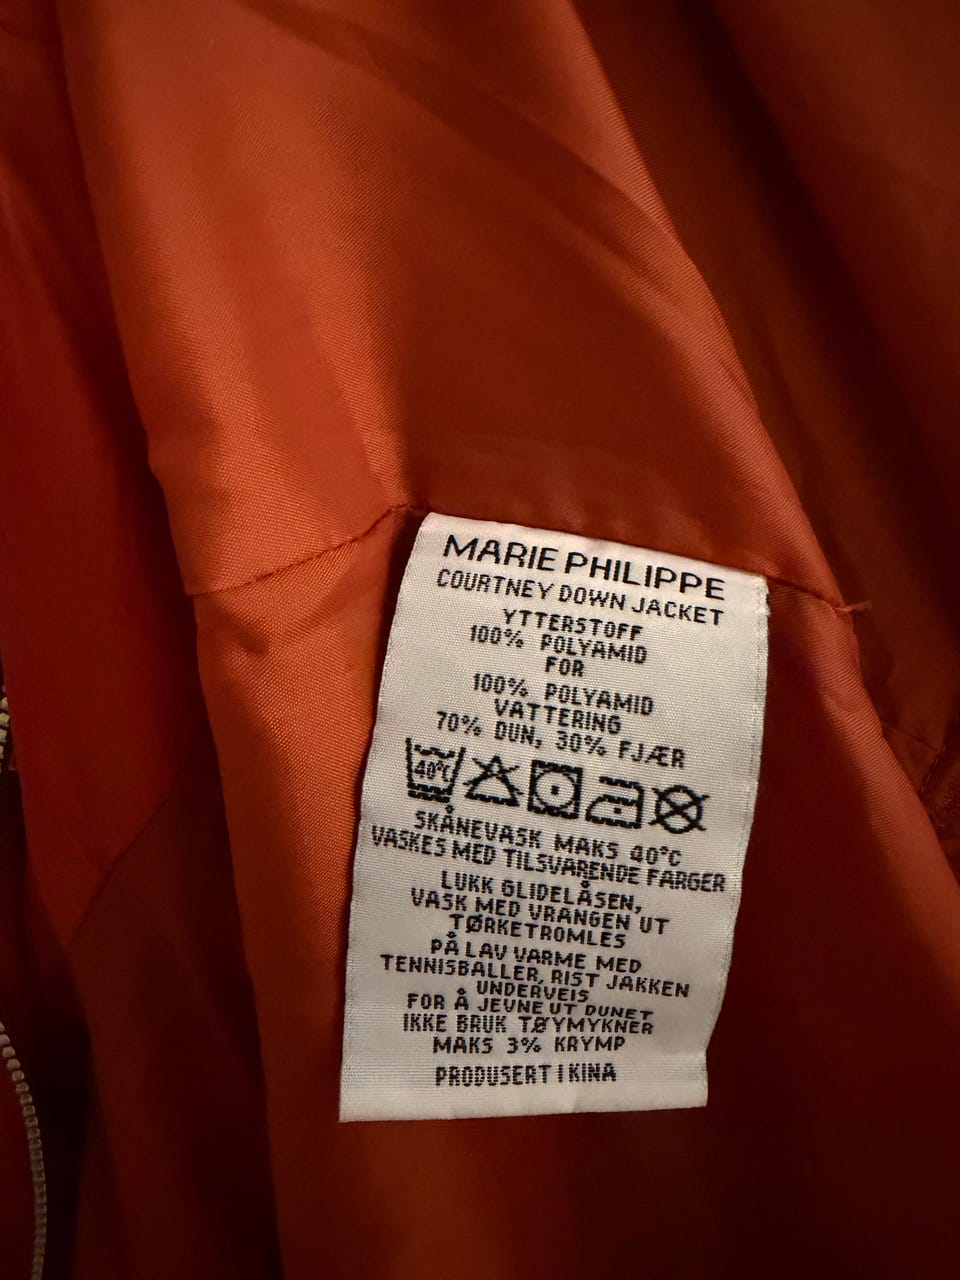 MARIE PHILIPPE
COURTNEY DOWN JACKET
YTTERSTOFF
100% POLYAMID
FOR
100% POLYAMID
VATTERING
70% DUN, 30% FJÆR
40°C
SKÅNEVASK MAKS 40°C
VASKES MED TILSVARENDE FARGER
LUKK GLIDELÅSEN,
VASK MED VRANGEN UT
TØRKETROMLES
PÅ LAV VARME MED
TENNISBALLER, RIST JAKKEN
UNDERVEIS
FOR Å JEVNE UT DUNET
IKKE BRUK TØYMYKNER
MAKS 3% KRYMP
PRODUSERT I KINA